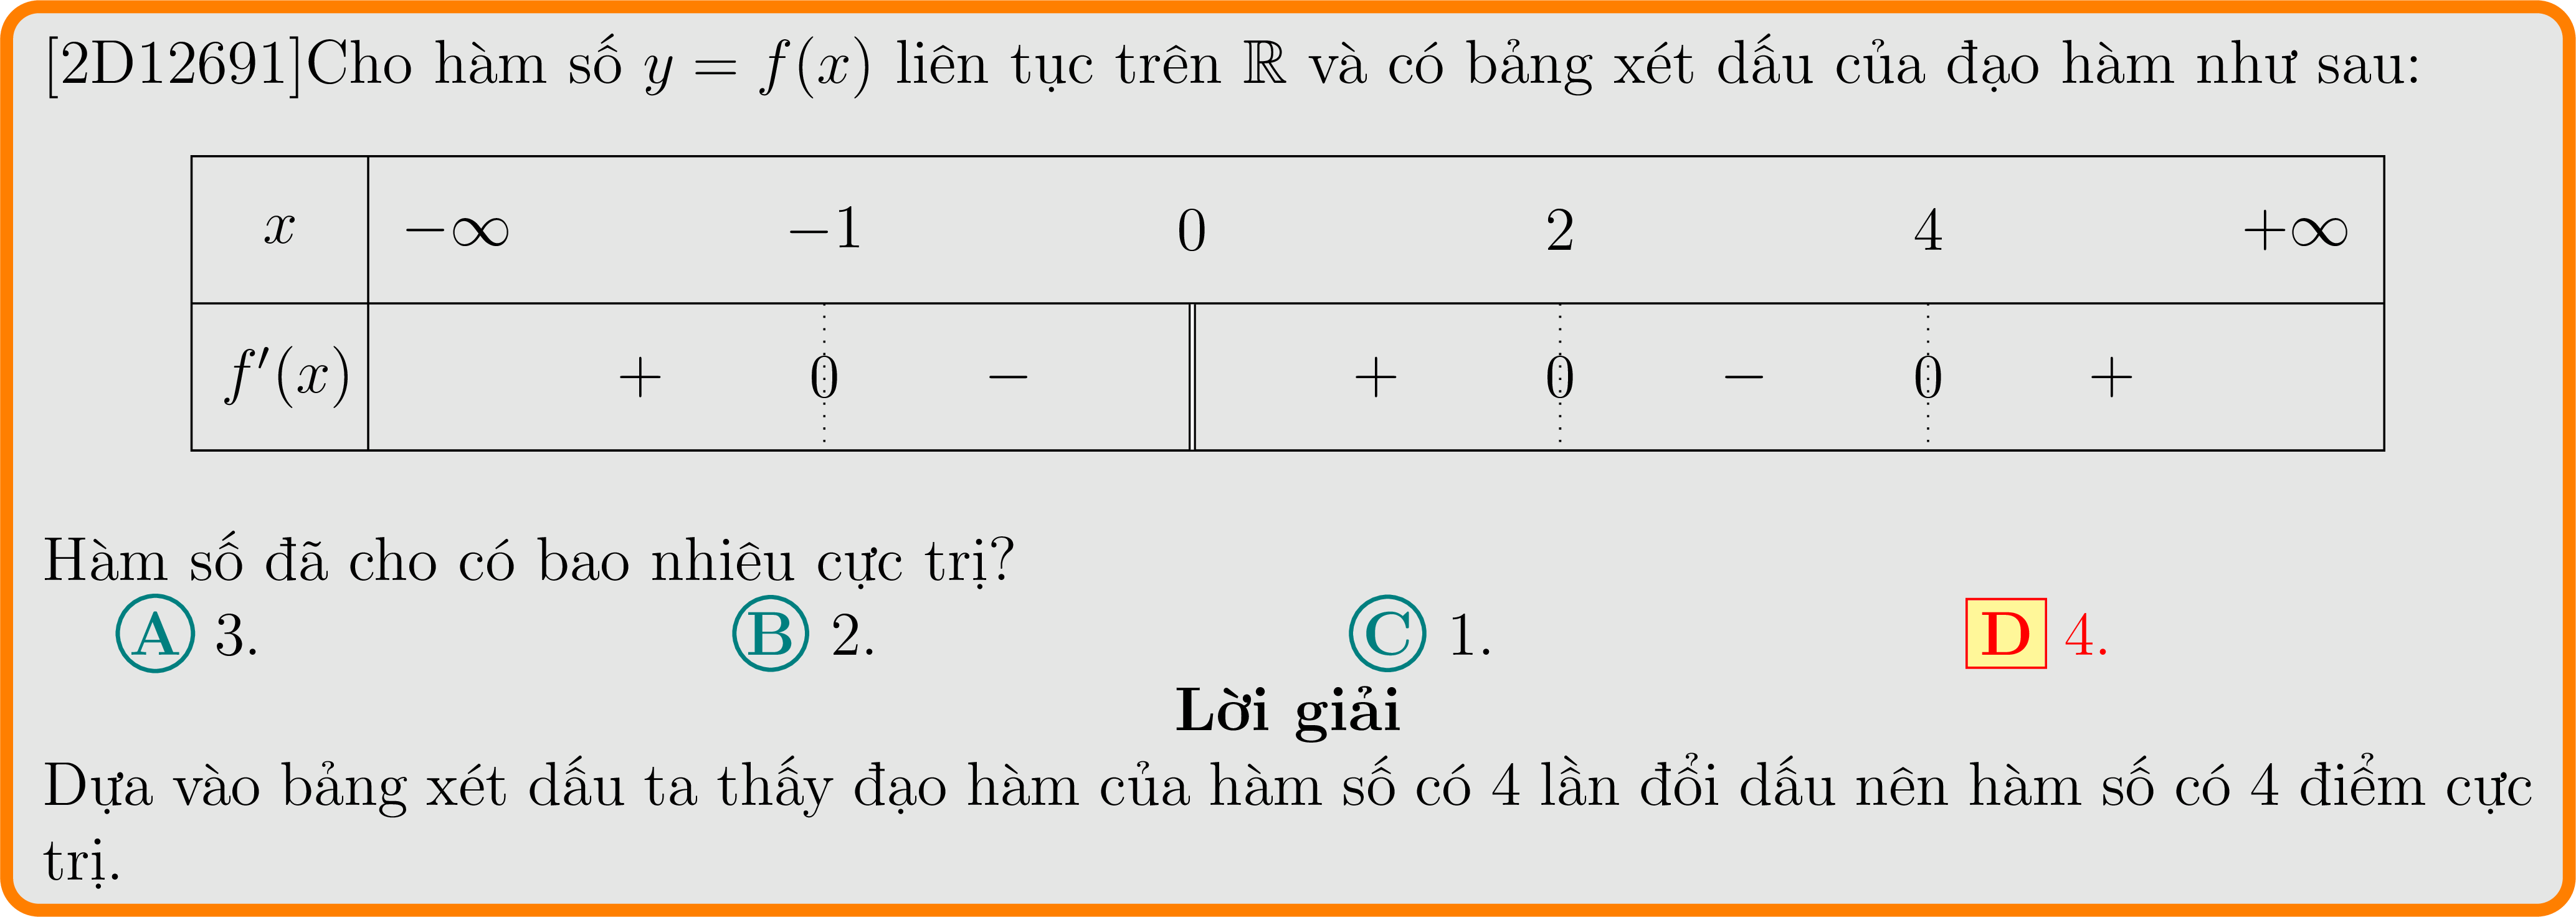 [2D12691]Cho hàm số y = f(x) liên tục trên ℝ và có bảng xét dấu của đạo hàm như sau:
x −∞ −1 0 2 4 +∞
f′(x) + 0 − + 0 − 0 +
Hàm số đã cho có bao nhiêu cực trị?
A 3. B 2. C 1. D 4.
Lời giải
Dựa vào bảng xét dấu ta thấy đạo hàm của hàm số có 4 lần đổi dấu nên hàm số có 4 điểm cực
trị.